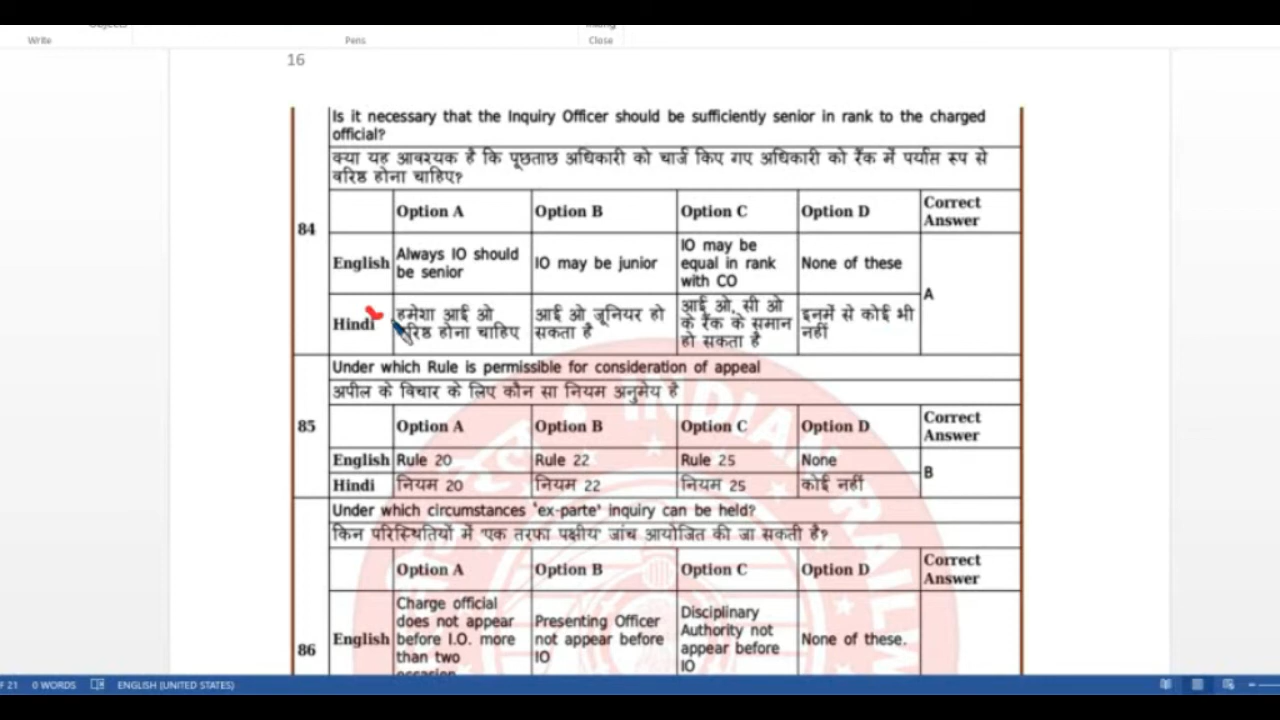 Write
Pens
Close
16
Is it necessary that the Inquiry Officer should be sufficiently senior in rank to the charged
official?
क्या यह आवश्यक है कि पूछताछ अधिकारी को चार्ज किए गए अधिकारी को रैंक में पर्याप्त रूप से
वरिष्ठ होना चाहिए?
84
Option A
Option B
Option C
Option D
Correct
Answer
English
Always IO should
be senior
IO may be junior
IO may be
equal in rank
with CO
None of these
A
Hindi
हमेशा आई ओ
वरिष्ठ होना चाहिए
आई ओ जूनियर हो
सकता है
आई ओ, सी ओ
के रैंक के समान
हो सकता है
इनमें से कोई भी
नहीं
Under which Rule is permissible for consideration of appeal
अपील के विचार के लिए कौन सा नियम अनुमेय है
85
Option A
Option B
Option C
Option D
Correct
Answer
English
Rule 20
Rule 22
Rule 25
None
B
Hindi
नियम 20
नियम 22
नियम 25
कोई नहीं
Under which circumstances 'ex-parte' inquiry can be held?
किन परिस्थितियों में 'एक तरफा पक्षीय' जांच आयोजित की जा सकती है?
86
Option A
Option B
Option C
Option D
Correct
Answer
English
Charge official
does not appear
before I.O. more
than two
occasion
Presenting Officer
not appear before
IO
Disciplinary
Authority not
appear before
IO
None of these.
INDIAN RAILW
F 21 0 WORDS ENGLISH (UNITED STATES)